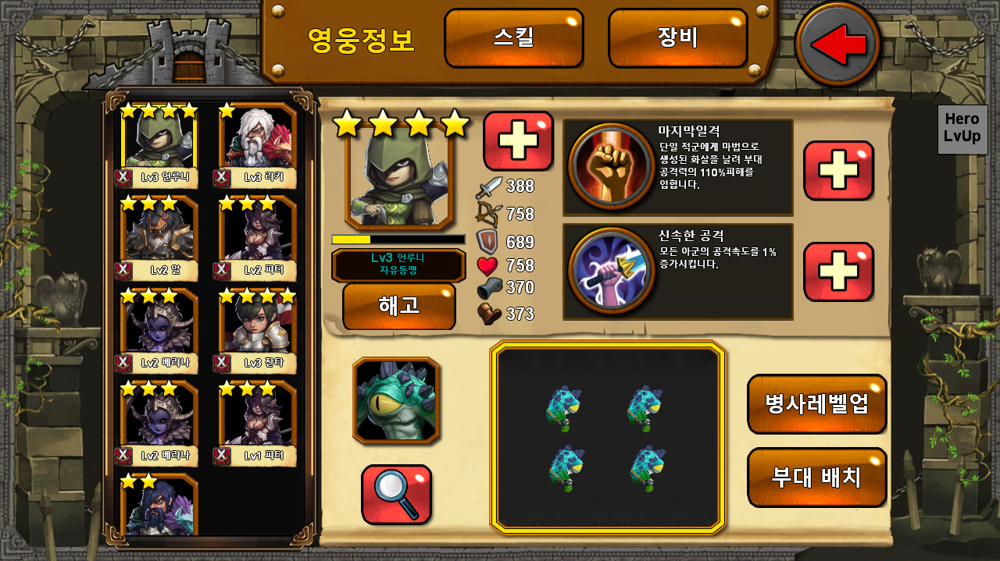 영웅정보
스킬
장비
Hero
LvUp
Lv3 언루니
Lv3 리키
Lv2 알
Lv2 피터
Lv2 베리나
Lv3 잔타
Lv2 베리나
Lv1 피터
Lv3 언루니
자유동맹
해고
388
758
689
758
370
373
마지막일격
단일 적군에게 마법으로
생성된 화살을 날려 부대
공격력의 110%피해를
입힙니다.
신속한 공격
모든 아군의 공격속도를 1%
증가시킵니다.
병사레벨업
부대 배치